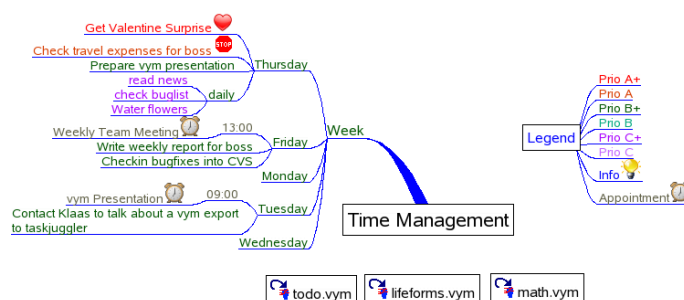 Get Valentine Surprise
STOP
Check travel expenses for boss
Prepare vym presentation
Thursday
read news
check buglist
daily
Water flowers
Weekly Team Meeting
13:00
Write weekly report for boss
Friday
Checkin bugfixes into CVS
Week
Monday
vym Presentation
09:00
Contact Klaas to talk about a vym export
to taskjuggler
Tuesday
Wednesday
Time Management
Legend
Prio A+
Prio A
Prio B+
Prio B
Prio C+
Prio C
Info
Appointment
todo.vym
lifeforms.vym
math.vym